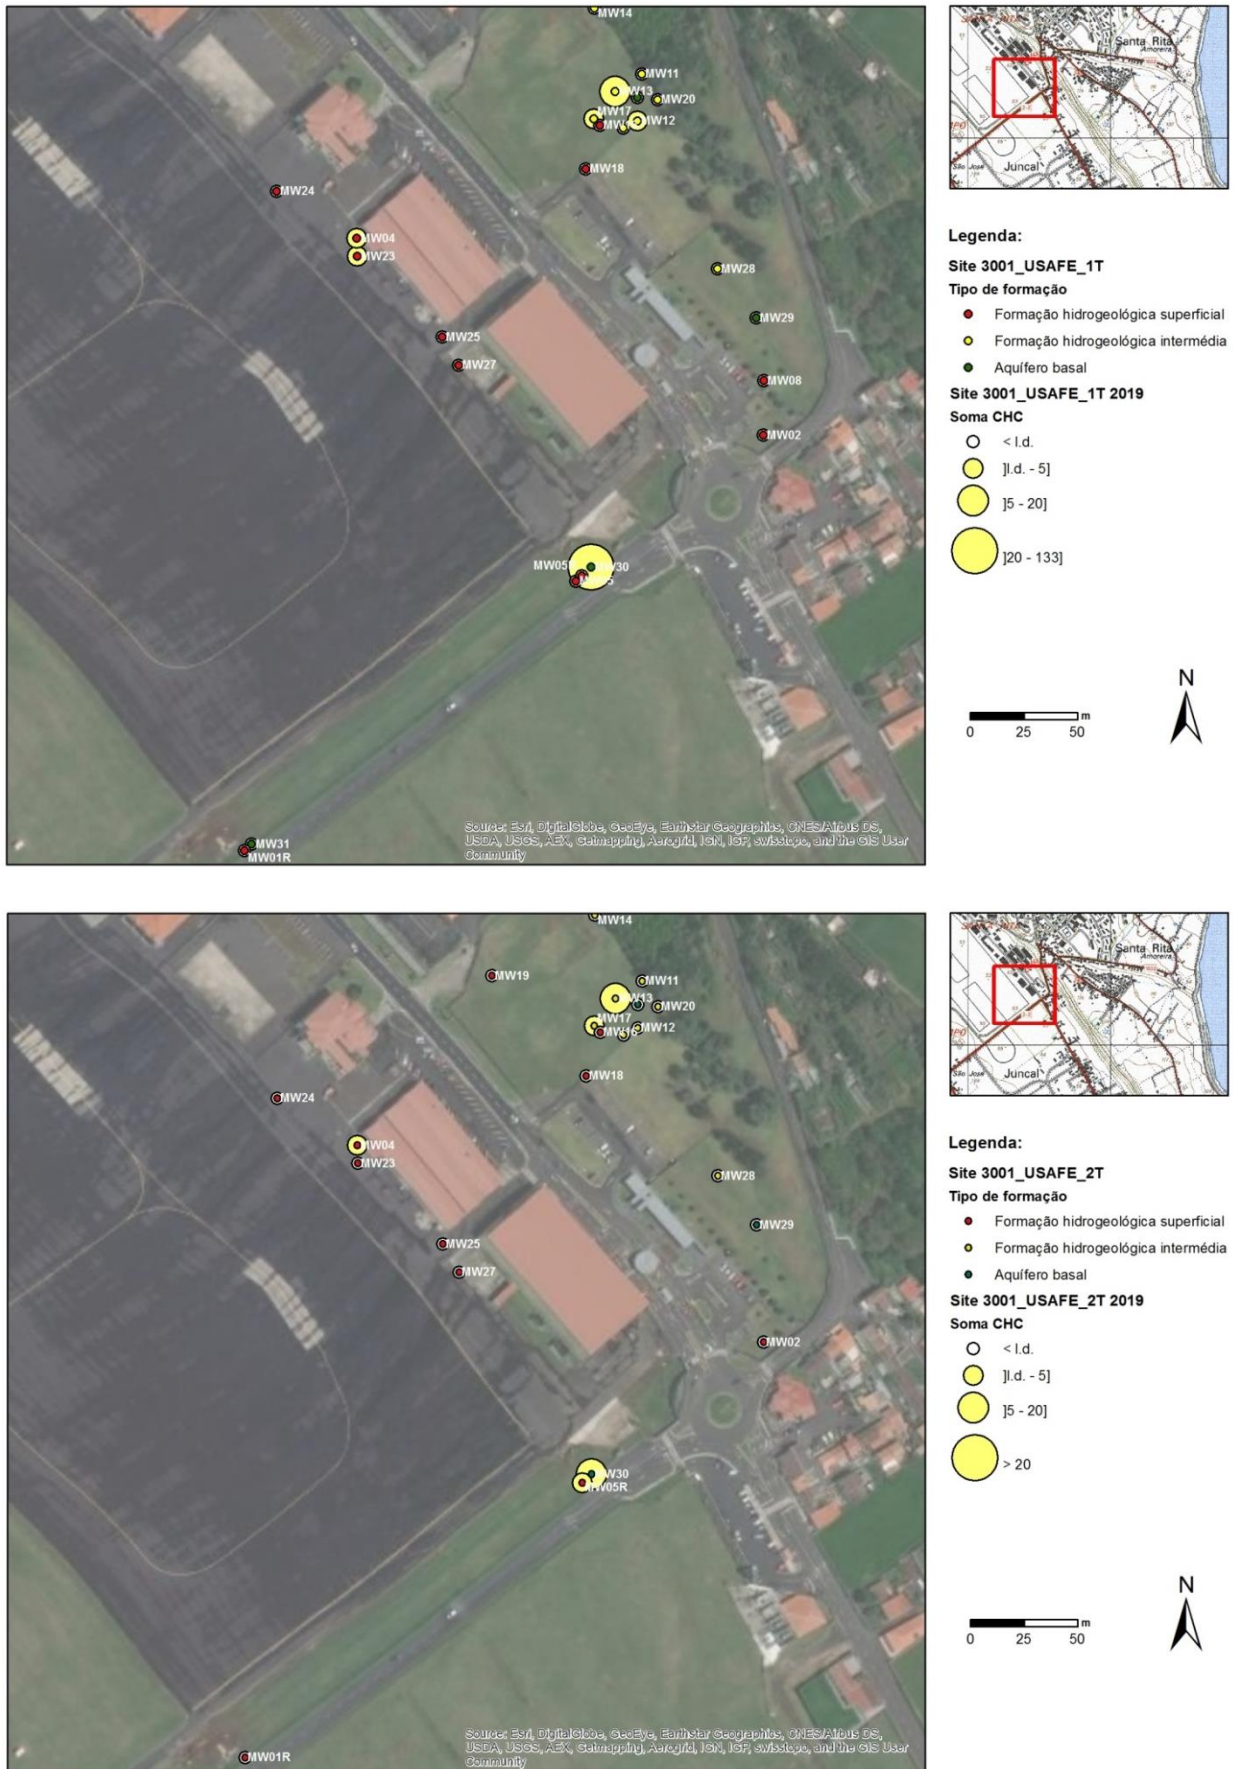 MW14
MW11
MW13
MW20
MW17
MW12
MW18
MW24
MW04
MW23
MW28
MW25
MW29
MW27
MW08
MW02
MW30
MW31
MW01R
Source: Esri, DigitalGlobe, GeoEye, Earthstar Geographics, CNES/Airbus DS,
USDA, USGS, AEX, Getmapping, Aerogrid, IGN, IGP, swisstopo, and the GIS User
Community
Santa Rita
Amoreira
São José
Juncal
Legenda:
Site 3001_USAFE_1T
Tipo de formação
Formação hidrogeológica superficial
Formação hidrogeológica intermédia
Aquífero basal
Site 3001_USAFE_1T 2019
Soma CHC
< l.d.
]l.d. - 5]
]5 - 20]
]20 - 133]
N
m
0 25 50
MW14
MW19
MW11
MW13
MW20
MW17
MW16
MW12
MW18
MW24
MW04
MW23
MW28
MW25
MW29
MW27
MW02
MW30
MW05R
MW01R
Source: Esri, DigitalGlobe, GeoEye, Earthstar Geographics, CNES/Airbus DS,
USDA, USGS, AEX, Getmapping, Aerogrid, IGN, IGP, swisstopo, and the GIS User
Community
Santa Rita
Amoreira
São José
Juncal
Legenda:
Site 3001_USAFE_2T
Tipo de formação
Formação hidrogeológica superficial
Formação hidrogeológica intermédia
Aquífero basal
Site 3001_USAFE_2T 2019
Soma CHC
< l.d.
]l.d. - 5]
]5 - 20]
> 20
N
m
0 25 50